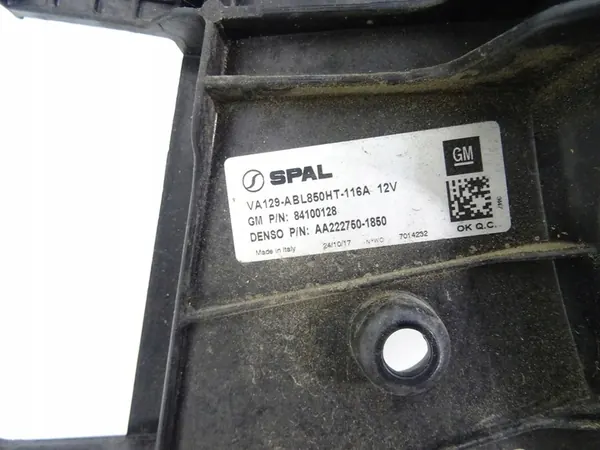 SPAL
GM
VA129-ABL850HT-116A 12V
GM P/N: 84100128
DENSO P/N: AA222750-1850
Made in Italy 24/10/17 7014232
OK Q.C.